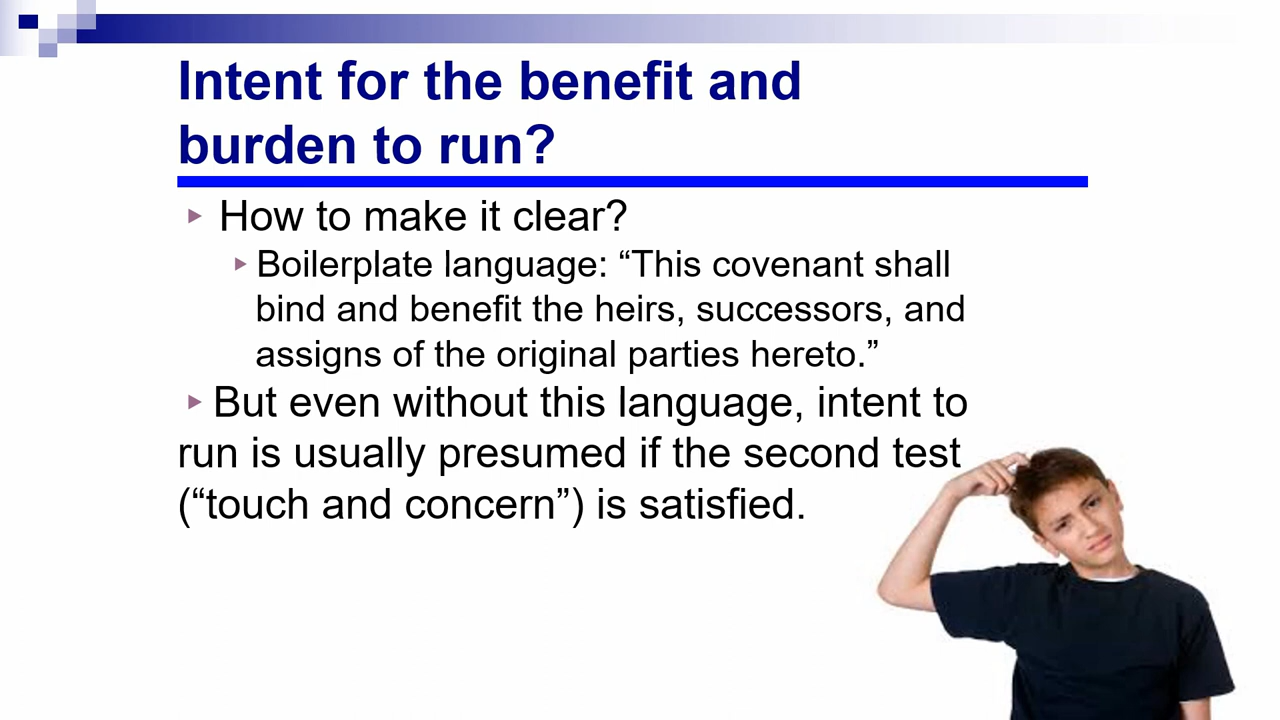 Intent for the benefit and
burden to run?
How to make it clear?
Boilerplate language: “This covenant shall
bind and benefit the heirs, successors, and
assigns of the original parties hereto.”
But even without this language, intent to
run is usually presumed if the second test
(“touch and concern”) is satisfied.